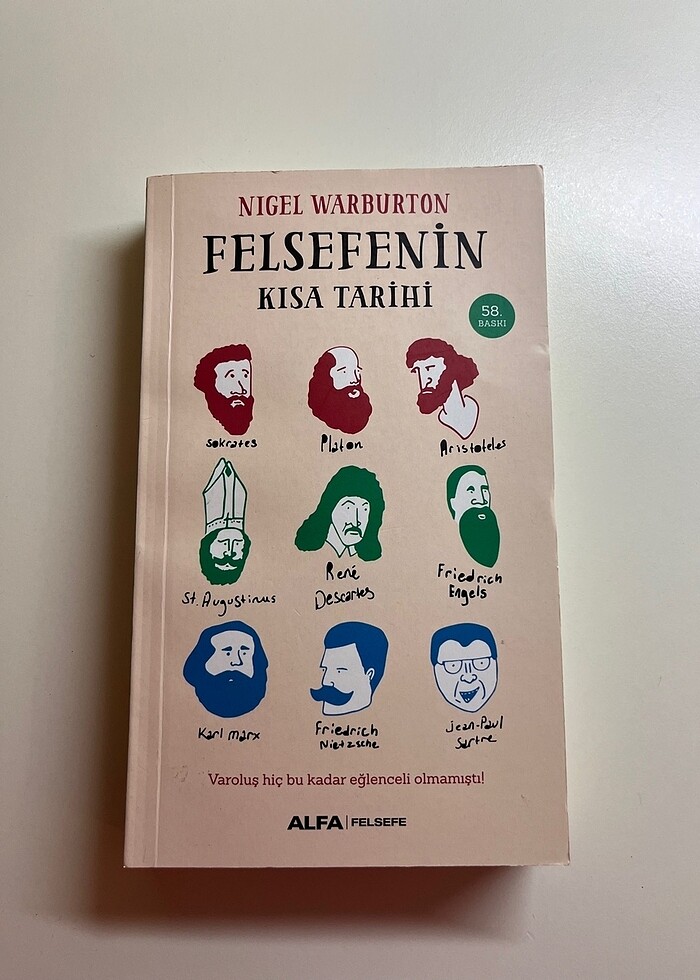 NIGEL WARBURTON
FELSEFENİN
KISA TARİHİ
58.
BASKI
Sokrates
Platon
Aristoteles
St. Augustinus
René
Descartes
Friedrich
Engels
Karl marx
Friedrich
Nietzsche
jean-Paul
Sartre
Varoluş hiç bu kadar eğlenceli olmamıştı!
ALFA | FELSEFE